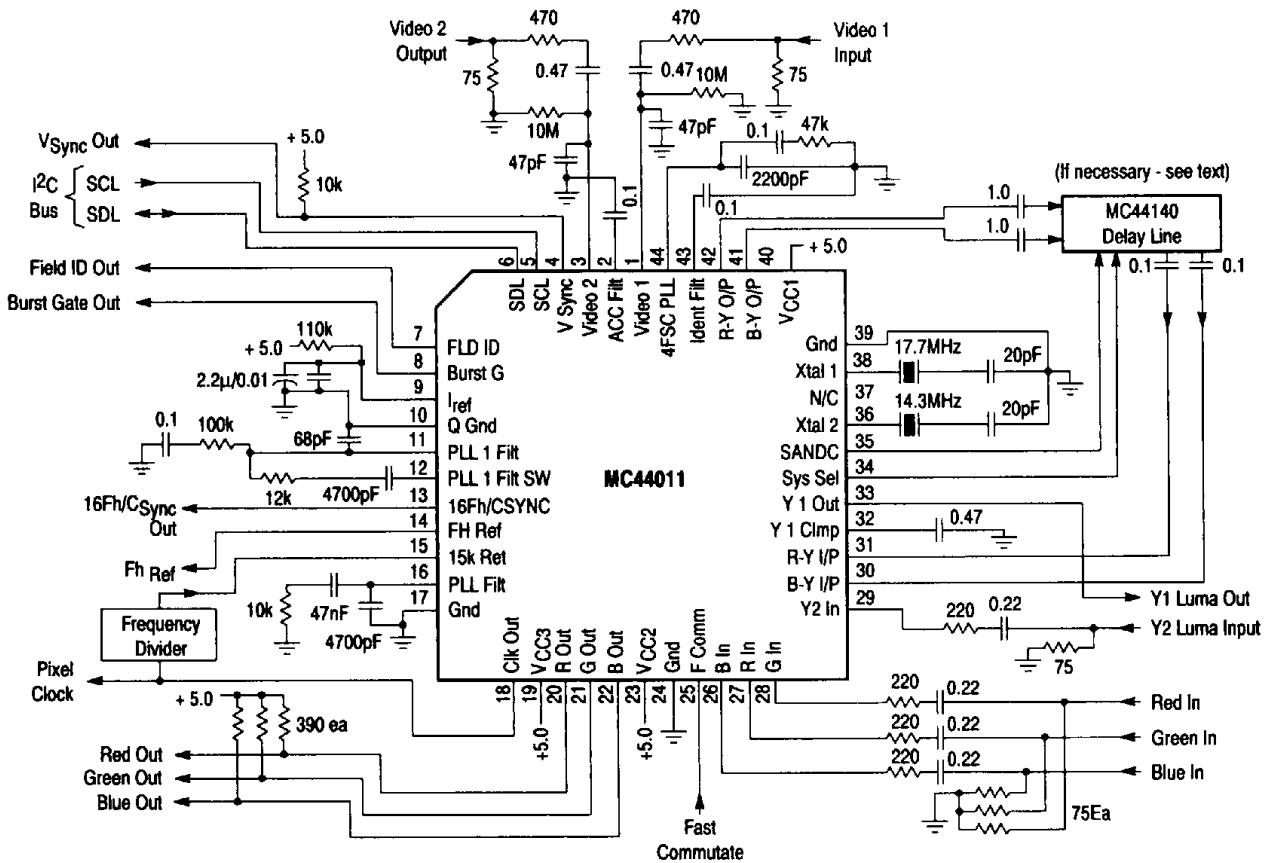 Video 2 Output
470
0.47
75
10M
47pF
0.1
470
Video 1 Input
0.47
10M
75
47pF
0.1
47k
2200pF
0.1
VSync Out
+ 5.0
10k
I2C Bus
SCL
SDL
Field ID Out
Burst Gate Out
(If necessary - see text)
1.0
1.0
MC44140
Delay Line
0.1
0.1
+ 5.0
6
5
4
3
2
1
44
43
42
41
40
SDL
SCL
V Sync
Video 2
ACC Filt
Video 1
4FSC PLL
Ident Filt
R-Y O/P
B-Y O/P
VCC1
MC44011
7
FLD ID
8
Burst G
9
Iref
10
Q Gnd
11
PLL 1 Filt
12
PLL 1 Filt SW
13
16Fh/CSYNC
14
FH Ref
15
15k Ret
16
PLL Filt
17
Gnd
+ 5.0
110k
2.2µ/0.01
68pF
0.1
100k
12k
4700pF
16Fh/CSync Out
Fh Ref
10k
47nF
4700pF
Frequency
Divider
Pixel
Clock
Gnd
39
Xtal 1
38
N/C
37
Xtal 2
36
SANDC
35
Sys Sel
34
Y 1 Out
33
Y 1 Clmp
32
R-Y I/P
31
B-Y I/P
30
Y2 In
29
17.7MHz
20pF
14.3MHz
20pF
0.47
Y1 Luma Out
Y2 Luma Input
220
0.22
75
Clk Out
VCC3
R Out
G Out
B Out
VCC2
Gnd
F Comm
B In
R In
G In
18
19
20
21
22
23
24
25
26
27
28
+5.0
+5.0
+ 5.0
390 ea
Red Out
Green Out
Blue Out
Fast
Commutate
220
0.22
Red In
220
0.22
Green In
220
0.22
Blue In
75Ea